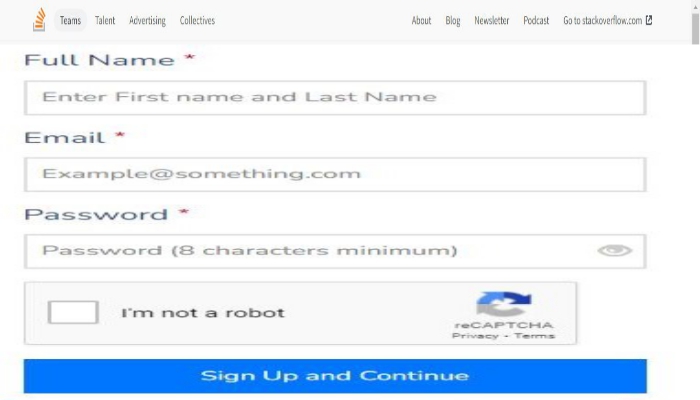 Teams Talent Advertising Collectives About Blog Newsletter Podcast Go to stackoverflow.com
Full Name *
Enter First name and Last Name
Email *
Example@something.com
Password *
Password (8 characters minimum)
I'm not a robot
reCAPTCHA
Privacy - Terms
Sign Up and Continue